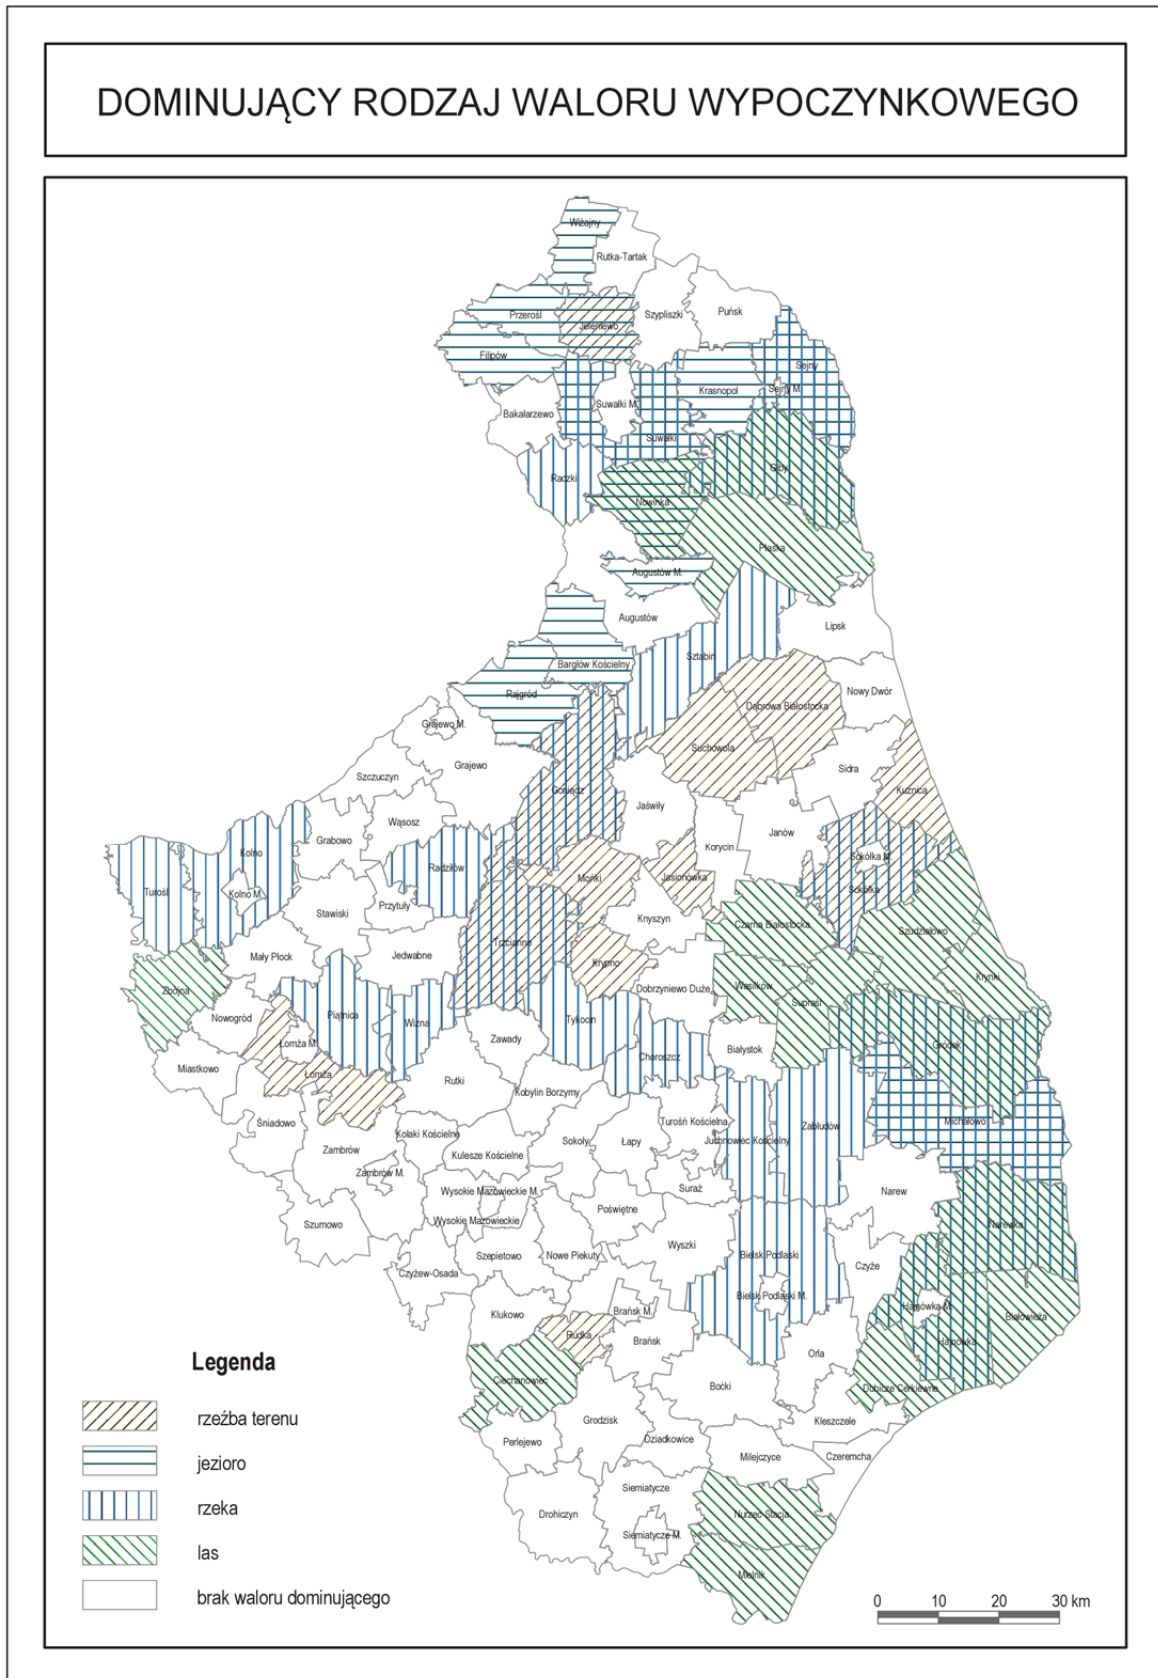 DOMINUJĄCY RODZAJ WALORU WYPOCZYNKOWEGO
Wiżajny
Rutka-Tartak
Przerośl
Jeleniewo
Szypliszki
Puńsk
Filipów
Sejny
Sejny M.
Krasnopol
Suwałki M.
Bakałarzewo
Suwałki
Raczki
Giby
Nowinka
Płaska
Augustów M.
Augustów
Lipsk
Sztabin
Bargłów Kościelny
Rajgród
Nowy Dwór
Dąbrowa Białostocka
Grajewo M.
Suchowola
Grajewo
Sidra
Szczuczyn
Kuźnica
Goniądz
Jaświły
Wąsosz
Janów
Grabowo
Korycin
Kolno
Sokółka M.
Radziłów
Turośl
Mońki
Jasionówka
Sokółka
Kolno M.
Przytuły
Stawiski
Knyszyn
Czarna Białostocka
Szudziałowo
Trzcianne
Mały Płock
Jedwabne
Krypno
Krynki
Zbójna
Dobrzyniewo Duże
Wasilków
Supraśl
Nowogród
Piątnica
Wizna
Tykocin
Zawady
Łomża M.
Białystok
Gródek
Choroszcz
Miastkowo
Łomża
Rutki
Kobylin Borzymy
Śniadowo
Turośń Kościelna
Zabłudów
Michałowo
Kołaki Kościelne
Sokoły
Łapy
Juchnowiec Kościelny
Zambrów
Kulesze Kościelne
Zambrów M.
Suraż
Wysokie Mazowieckie M.
Narew
Poświętne
Wysokie Mazowieckie
Szumowo
Narewka
Wyszki
Szepietowo
Nowe Piekuty
Bielsk Podlaski
Czyżew-Osada
Czyże
Bielsk Podlaski M.
Klukowo
Brańsk M.
Hajnówka M.
Białowieża
Rudka
Brańsk
Hajnówka
Orla
Ciechanowiec
Boćki
Dubicze Cerkiewne
Grodzisk
Kleszczele
Perlejewo
Dziadkowice
Milejczyce
Czeremcha
Siemiatycze
Drohiczyn
Nurzec Stacja
Siemiatycze M.
Mielnik
Legenda
rzeźba terenu
jezioro
rzeka
las
brak waloru dominującego
0 10 20 30 km